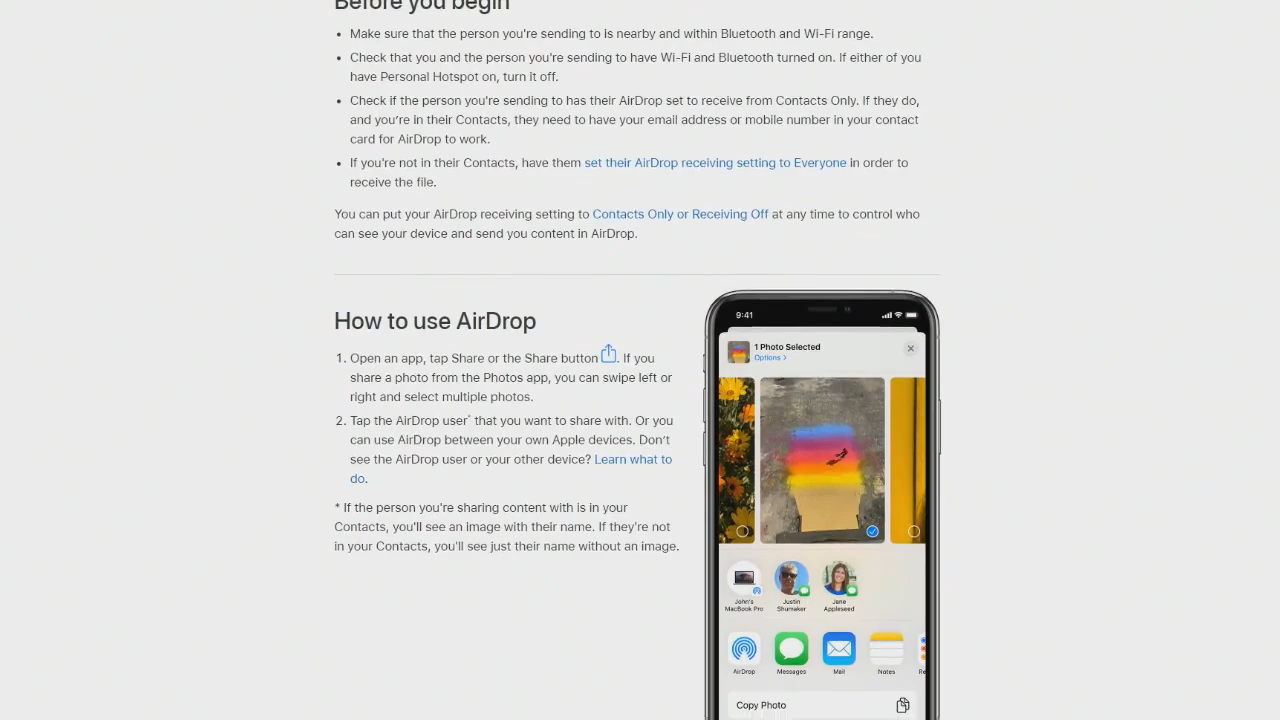 Before you begin
Make sure that the person you're sending to is nearby and within Bluetooth and Wi-Fi range.
Check that you and the person you're sending to have Wi-Fi and Bluetooth turned on. If either of you
have Personal Hotspot on, turn it off.
Check if the person you're sending to has their AirDrop set to receive from Contacts Only. If they do,
and you're in their Contacts, they need to have your email address or mobile number in your contact
card for AirDrop to work.
If you're not in their Contacts, have them set their AirDrop receiving setting to Everyone in order to
receive the file.
You can put your AirDrop receiving setting to Contacts Only or Receiving Off at any time to control who
can see your device and send you content in AirDrop.
How to use AirDrop
1. Open an app, tap Share or the Share button. If you
share a photo from the Photos app, you can swipe left or
right and select multiple photos.
2. Tap the AirDrop user* that you want to share with. Or you
can use AirDrop between your own Apple devices. Don't
see the AirDrop user or your other device? Learn what to
do.
* If the person you're sharing content with is in your
Contacts, you'll see an image with their name. If they're not
in your Contacts, you'll see just their name without an image.
9:41
1 Photo Selected
Options >
John's
MacBook Pro
Justin
Shumaker
Jane
Appleseed
AirDrop
Messages
Mail
Notes
Re
Copy Photo